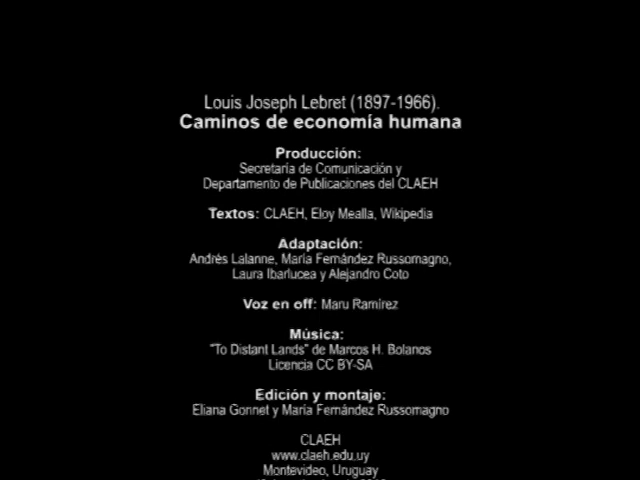 Louis Joseph Lebret (1897-1966).
Caminos de economía humana
Producción:
Secretaría de Comunicación y
Departamento de Publicaciones del CLAEH
Textos: CLAEH, Eloy Mealla, Wikipedia
Adaptación:
Andrés Lalanne, María Fernández Russomagno,
Laura Ibarlucea y Alejandro Coto
Voz en off: Maru Ramírez
Música:
"To Distant Lands" de Marcos H. Bolanos
Licencia CC BY-SA
Edición y montaje:
Eliana Gonnet y María Fernández Russomagno
CLAEH
www.claeh.edu.uy
Montevideo, Uruguay